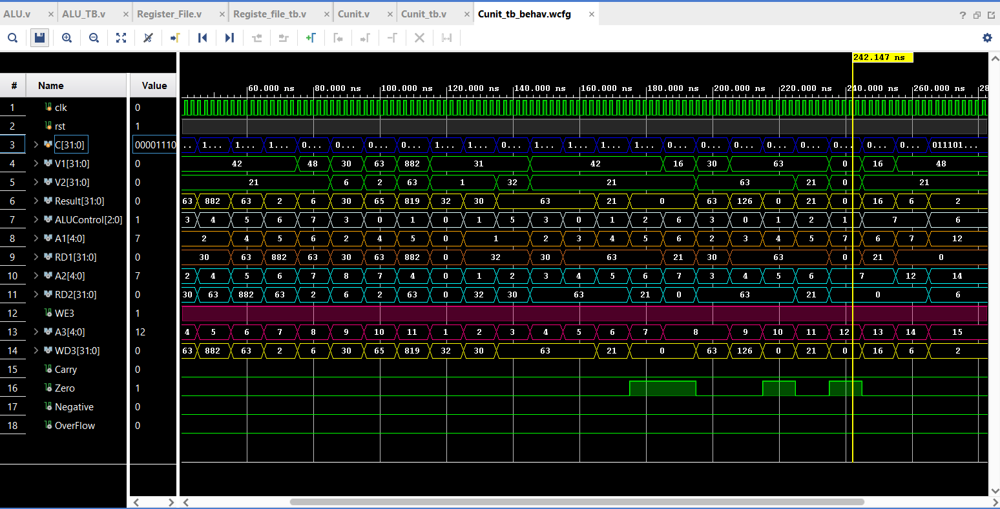 ALU.v × ALU_TB.v × Register_File.v × Registe_file_tb.v × Cunit.v × Cunit_tb.v × Cunit_tb_behav.wcfg × ?
242.147 ns
# Name Value 60.000 ns 80.000 ns 100.000 ns 120.000 ns 140.000 ns 160.000 ns 180.000 ns 200.000 ns 220.000 ns 240.000 ns 260.000 ns 28
1 clk 0
2 rst 1
3 C[31:0] 00001110 .. 1... 1... 1... 0... 0... 0... 0... 1... 1... 0... 1... 1... 1... 1... 0... 0... 0... 0... 0... 0... 0... 0... 011101...
4 V1[31:0] 0 42 48 30 63 882 31 42 16 30 63 0 16 48
5 V2[31:0] 0 21 6 2 63 1 32 21 63 21 0 21
6 Result[31:0] 0 63 882 63 2 6 30 65 819 32 30 63 21 0 63 126 0 21 0 16 6 2
7 ALUControl[2:0] 1 3 4 5 6 7 3 0 1 0 1 5 3 0 1 2 6 3 0 1 2 1 7 6
8 A1[4:0] 7 2 4 5 6 2 4 5 0 1 2 3 4 5 6 2 3 4 5 7 6 7 12
9 RD1[31:0] 0 30 63 882 63 30 63 882 0 32 30 63 21 30 63 0 21 0
10 A2[4:0] 7 2 4 5 6 7 8 7 4 0 1 2 3 4 5 6 7 3 4 5 6 7 12 14
11 RD2[31:0] 0 30 63 882 63 2 6 2 63 0 32 30 63 21 0 63 21 0 6
12 WE3 1
13 A3[4:0] 12 4 5 6 7 8 9 10 11 1 2 3 4 5 6 7 8 9 10 11 12 13 14 15
14 WD3[31:0] 0 63 882 63 2 6 30 65 819 32 30 63 21 0 63 126 0 21 0 16 6 2
15 Carry 0
16 Zero 1
17 Negative 0
18 OverFlow 0